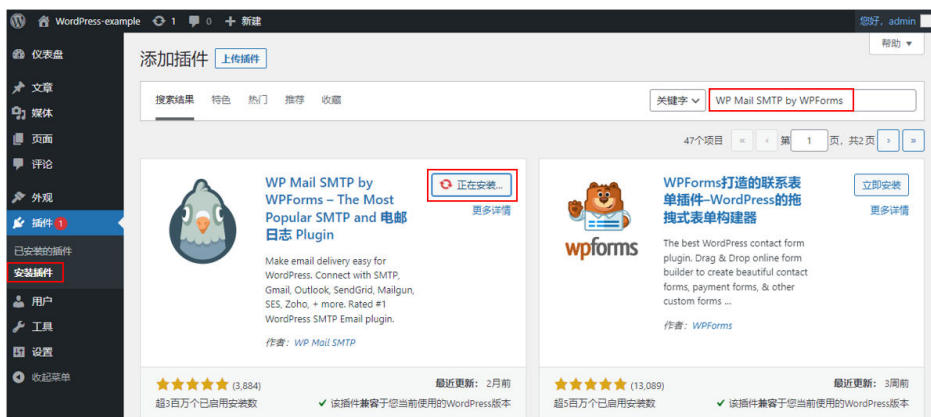 WordPress-example 1 0 新建 您好, admin
仪表盘
文章
媒体
页面
评论
外观
插件 1
已安装的插件
安装插件
用户
工具
设置
收起菜单
帮助
添加插件 上传插件
搜索结果 特色 热门 推荐 收藏 关键字 WP Mail SMTP by WPForms
47个项目 « ‹ 第 1 页, 共2页 › »
WP Mail SMTP by
WPForms – The Most
Popular SMTP and 电邮
日志 Plugin
正在安装...
更多详情
Make email delivery easy for
WordPress. Connect with SMTP,
Gmail, Outlook, SendGrid, Mailgun,
SES, Zoho, + more. Rated #1
WordPress SMTP Email plugin.
作者: WP Mail SMTP
(3,884) 最近更新: 2月前
超3百万个已启用安装数 该插件兼容于您当前使用的WordPress版本
wpforms
WPForms打造的联系表
单插件–WordPress的拖
拽式表单构建器
立即安装
更多详情
The best WordPress contact form
plugin. Drag & Drop online form
builder to create beautiful contact
forms, payment forms, & other
custom forms ...
作者: WPForms
(13,089) 最近更新: 3周前
超5百万个已启用安装数 该插件兼容于您当前使用的WordPress版本